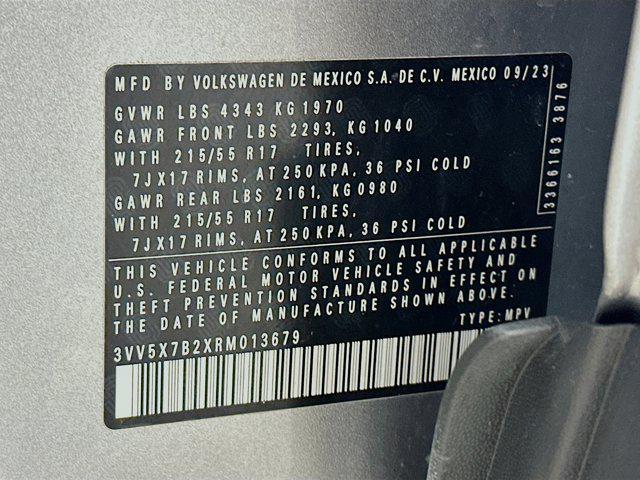 MFD BY VOLKSWAGEN DE MEXICO S.A. DE C.V. MEXICO 09/23
GVWR LBS 4343 KG 1970
GAWR FRONT LBS 2293, KG 1040
WITH 215/55 R17 TIRES,
7J X17 RIMS, AT 250 KPA, 36 PSI COLD
GAWR REAR LBS 2161, KG 0980
WITH 215/55 R17 TIRES,
7J X17 RIMS, AT 250 KPA, 36 PSI COLD
3366163 3876
THIS VEHICLE CONFORMS TO ALL APPLICABLE
U.S. FEDERAL MOTOR VEHICLE SAFETY AND
THEFT PREVENTION STANDARDS IN EFFECT ON
THE DATE OF MANUFACTURE SHOWN ABOVE.
TYPE: MPV
3VV5X7B2XRM013679